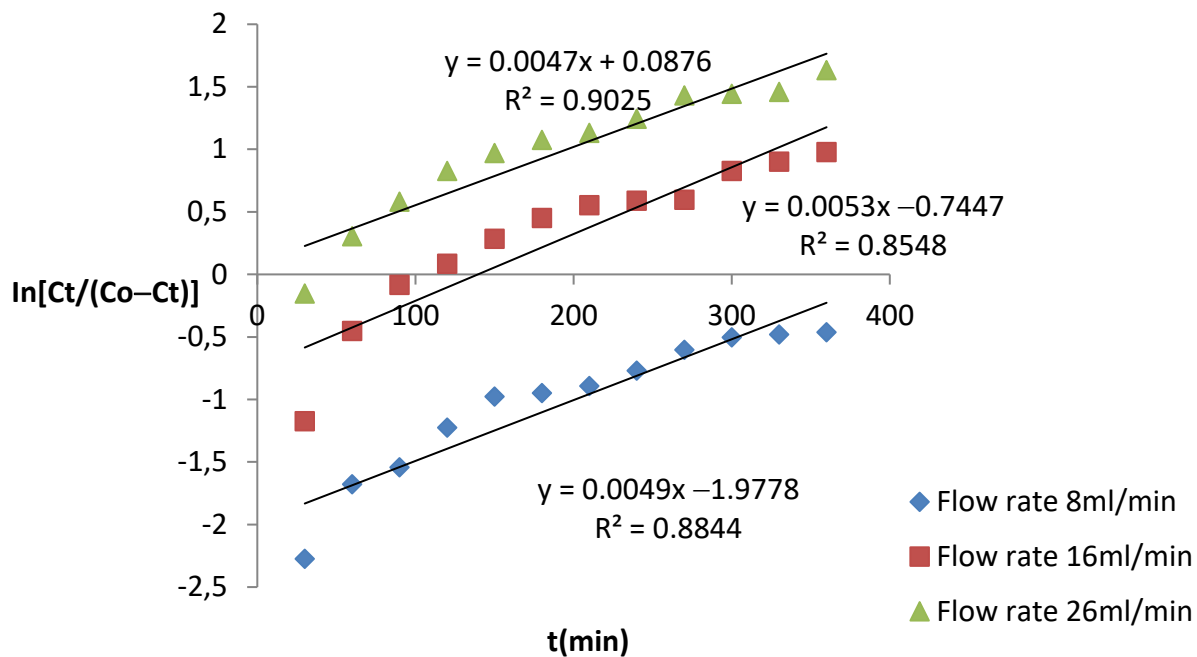 2
y = 0.0047x + 0.0876
1,5
R² = 0.9025
1
0,5
y = 0.0053x –0.7447
R² = 0.8548
0
ln[Ct/(Co–Ct)]
0 100 200 300 400
-0,5
-1
-1,5
y = 0.0049x –1.9778
Flow rate 8ml/min
-2
R² = 0.8844
Flow rate 16ml/min
-2,5
Flow rate 26ml/min
t(min)